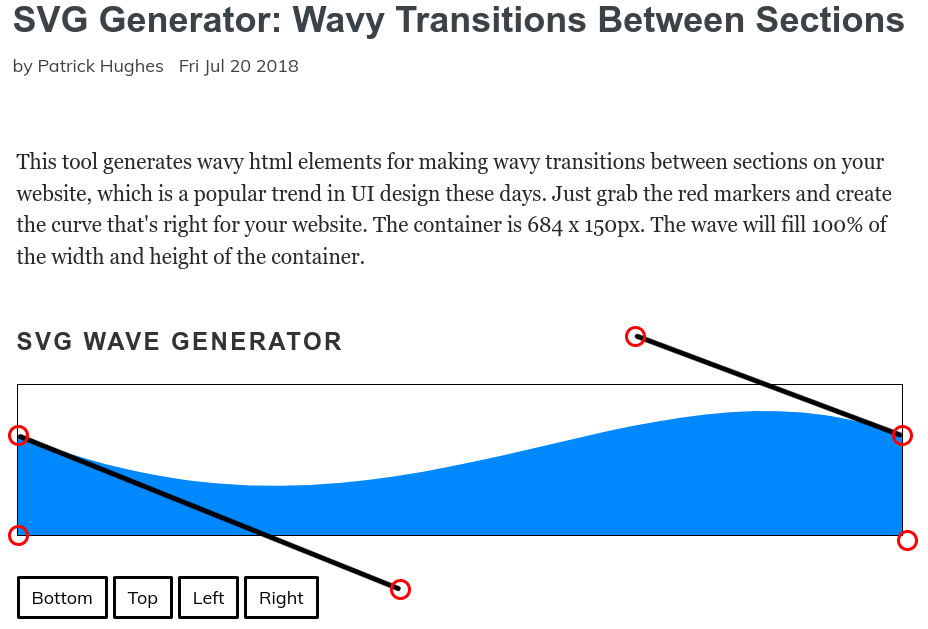 SVG Generator: Wavy Transitions Between Sections
by Patrick Hughes Fri Jul 20 2018
This tool generates wavy html elements for making wavy transitions between sections on your
website, which is a popular trend in UI design these days. Just grab the red markers and create
the curve that's right for your website. The container is 684 x 150px. The wave will fill 100% of
the width and height of the container.
SVG WAVE GENERATOR
Bottom Top Left Right